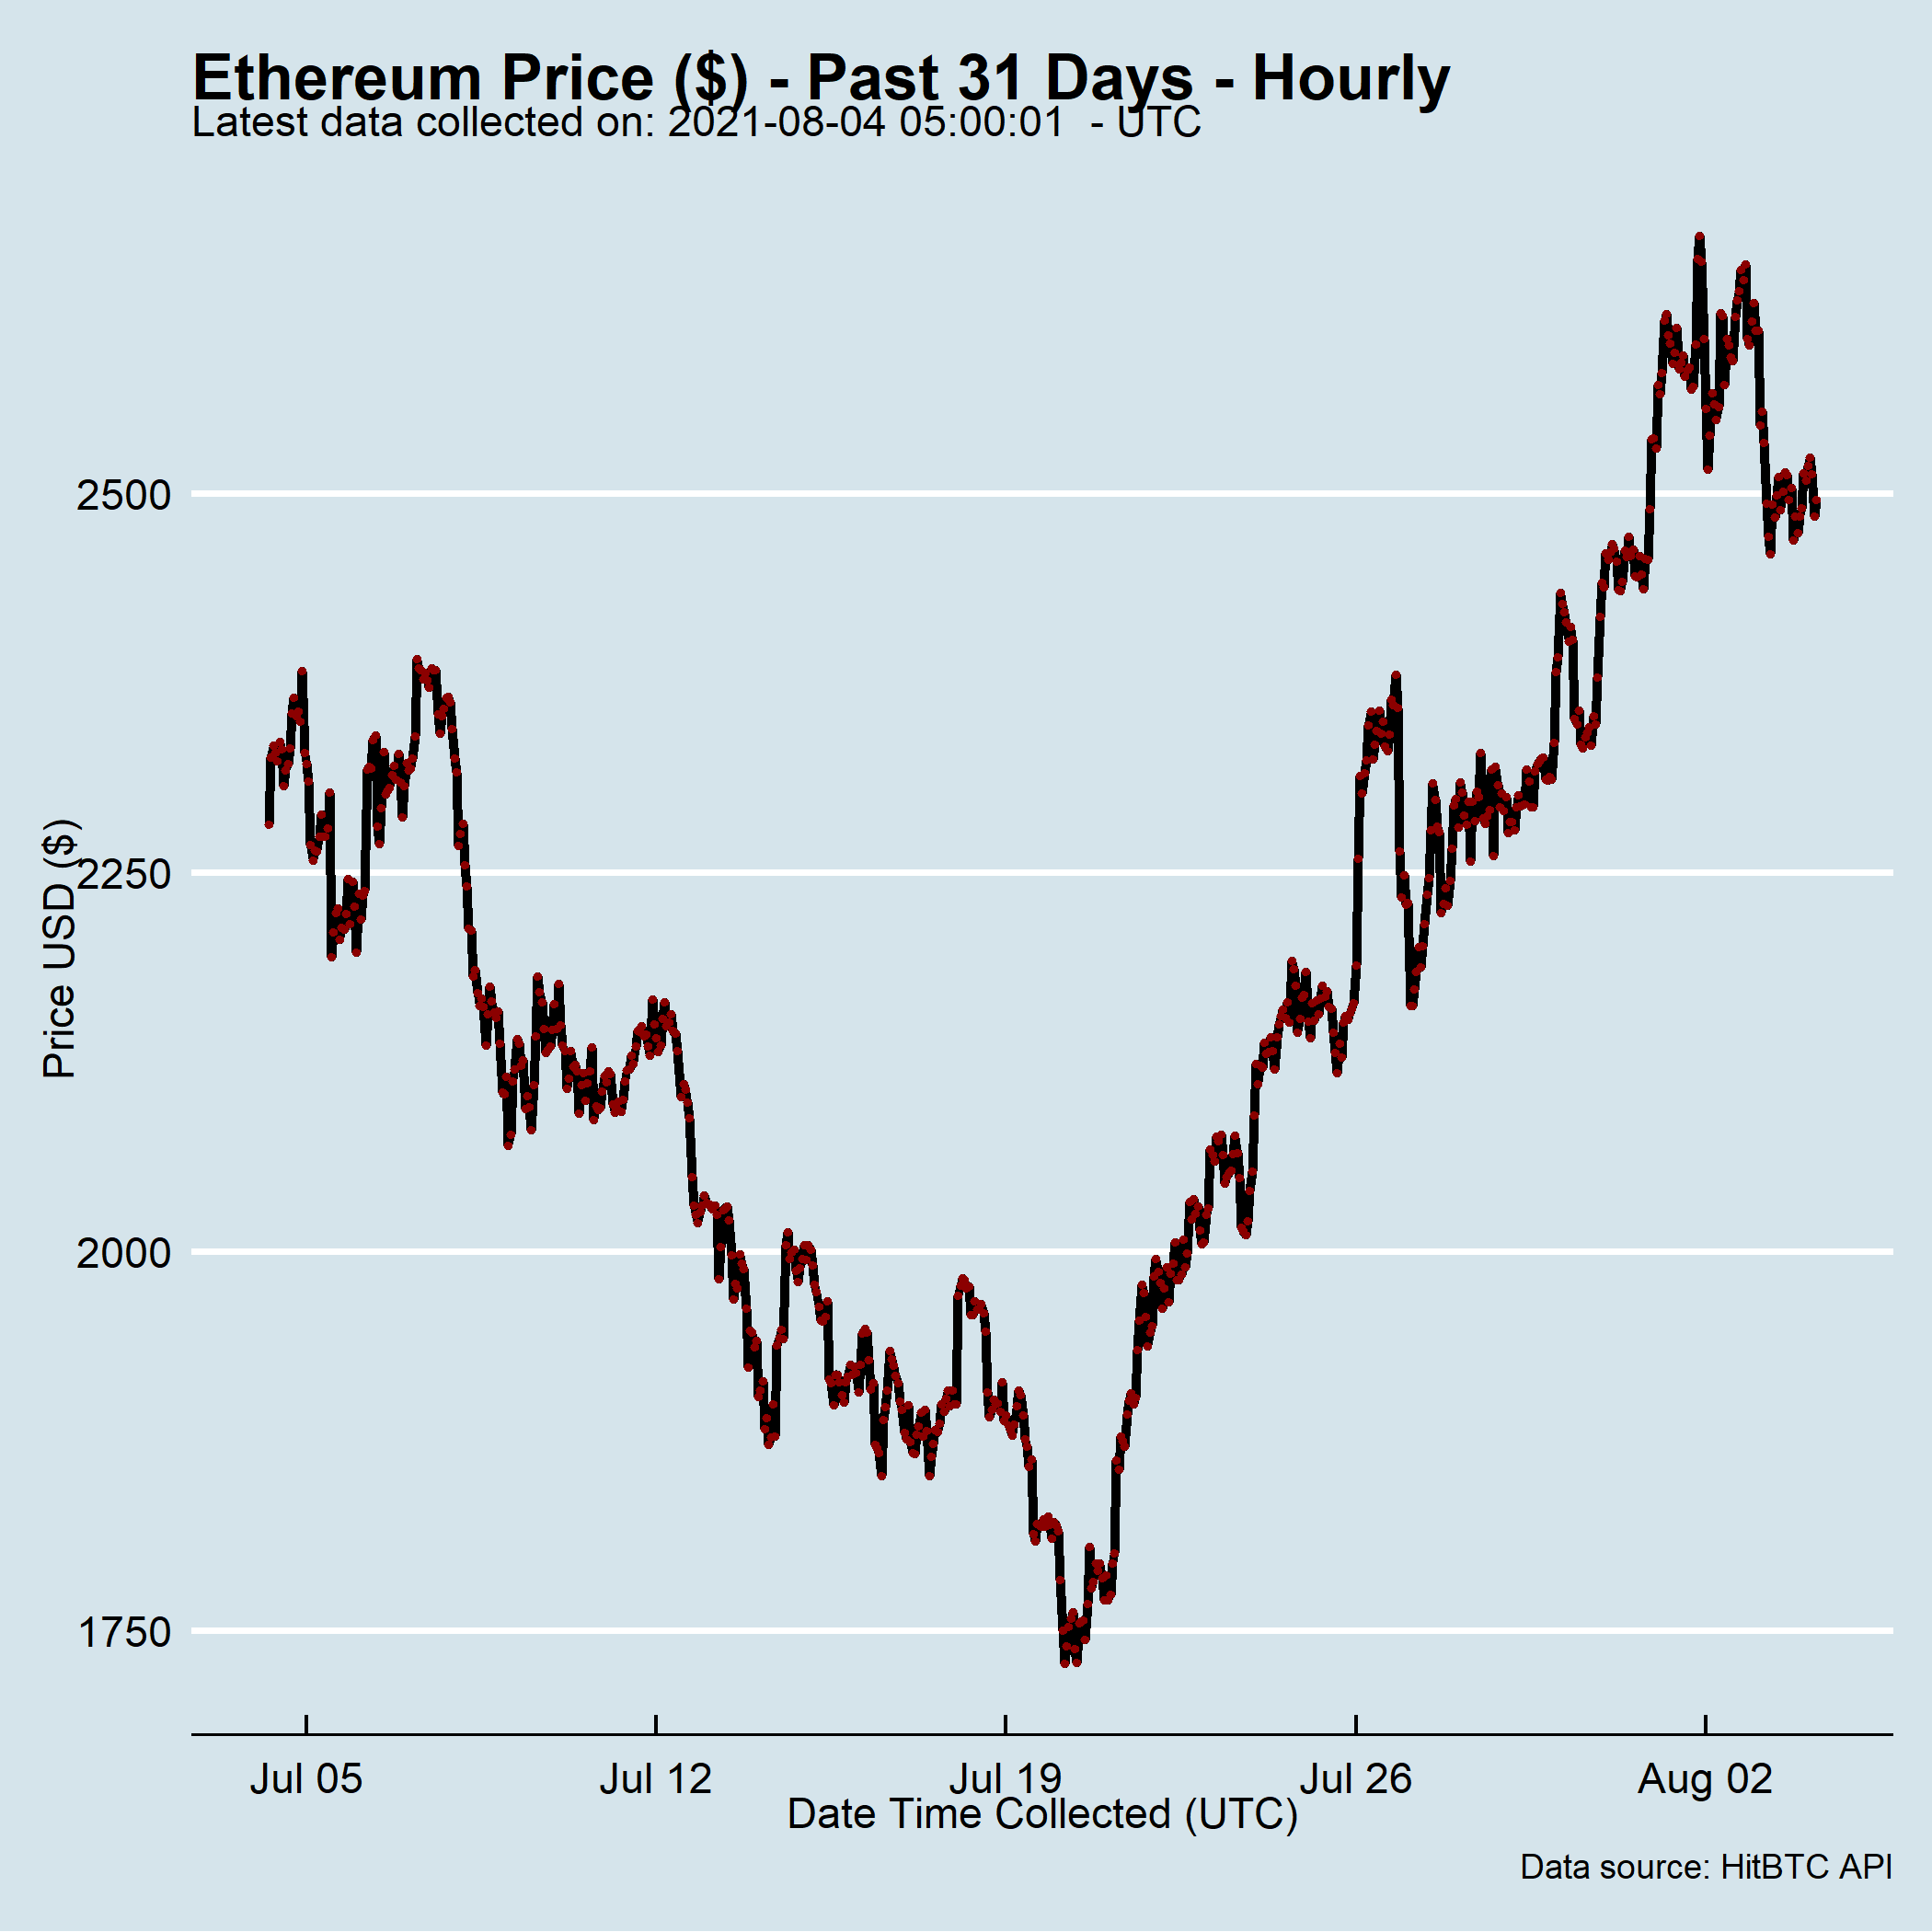 Ethereum Price ($) - Past 31 Days - Hourly
Latest data collected on: 2021-08-04 05:00:01  - UTC
Price USD ($)
2500
2250
2000
1750
Jul 05 Jul 12 Jul 19 Jul 26 Aug 02
Date Time Collected (UTC)
Data source: HitBTC API